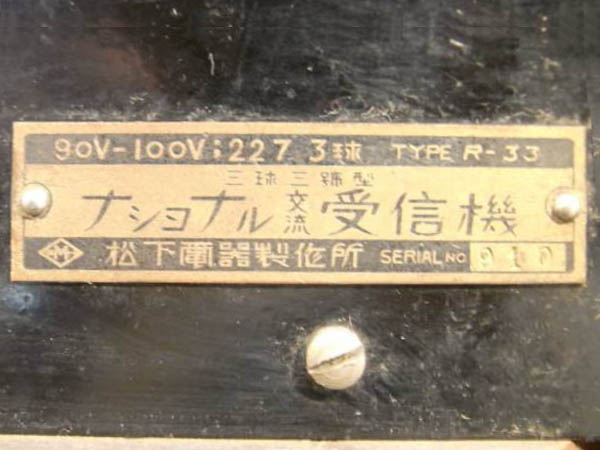 90V-100V; 227 3球 TYPE R-33
三球三號型
ナショナル交流受信機
松下電器製作所 SERIAL NO 910